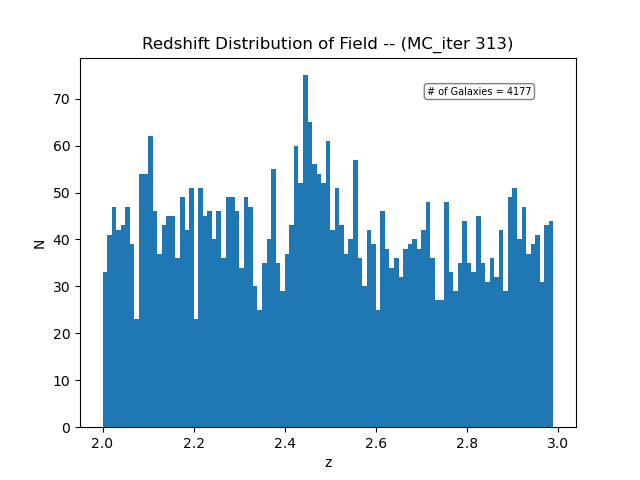 Redshift Distribution of Field -- (MC_iter 313)
# of Galaxies = 4177
70
60
50
40
30
20
10
0
N
2.0 2.2 2.4 2.6 2.8 3.0
z